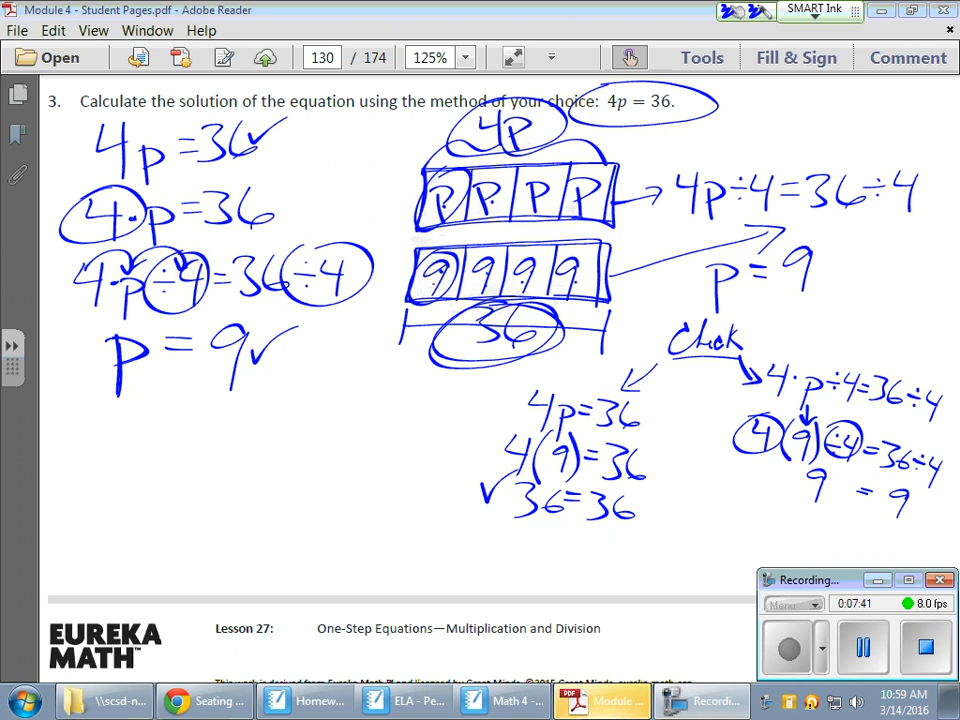 Module 4 - Student Pages.pdf - Adobe Reader
SMART Ink
File Edit View Window Help
Open 130 / 174 125% Tools Fill & Sign Comment
3. Calculate the solution of the equation using the method of your choice: 4p = 36.
4p = 36 ✓
4·p = 36
4·p ÷ 4 = 36 ÷ 4
p = 9 ✓
4p
p p p p → 4p ÷ 4 = 36 ÷ 4
9 9 9 9
p = 9
36
Check
4p = 36
4(9) = 36
✓ 36 = 36
4·p ÷ 4 = 36 ÷ 4
4(9) ÷ 4 = 36 ÷ 4
9 = 9
Recording...
Menu 0:07:41 8.0 fps
EUREKA
MATH
Lesson 27: One-Step Equations—Multiplication and Division
\\scsd-n...
Seating ...
Homew...
ELA - Pe...
Math 4 -...
Module ...
Recordi...
10:59 AM
3/14/2016